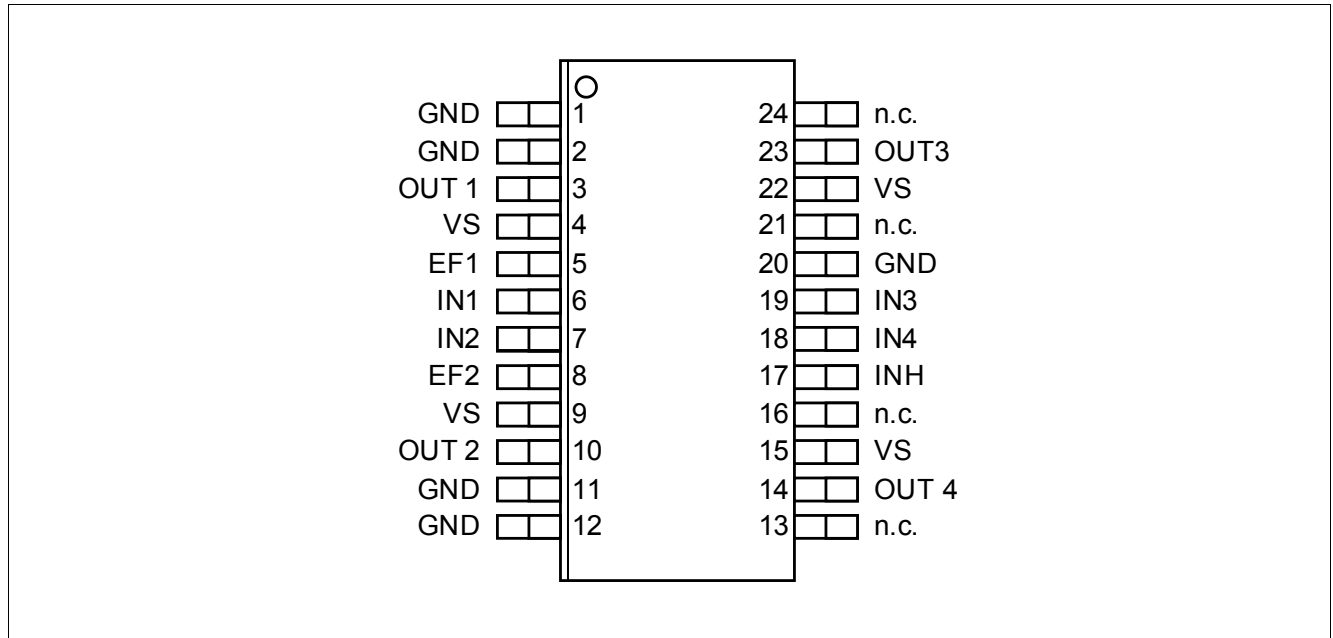 GND 1 24 n.c.
GND 2 23 OUT3
OUT 1 3 22 VS
VS 4 21 n.c.
EF1 5 20 GND
IN1 6 19 IN3
IN2 7 18 IN4
EF2 8 17 INH
VS 9 16 n.c.
OUT 2 10 15 VS
GND 11 14 OUT 4
GND 12 13 n.c.